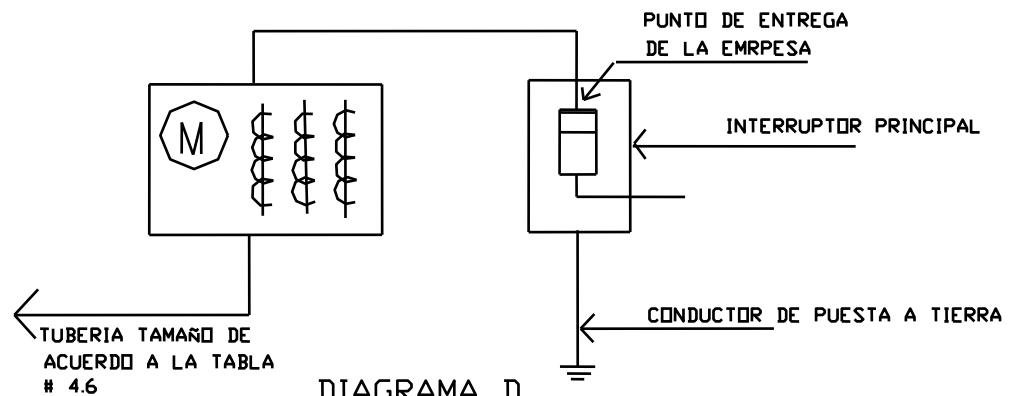 PUNTO DE ENTREGA
DE LA EMRPESA
M
INTERRUPTOR PRINCIPAL
CONDUCTOR DE PUESTA A TIERRA
TUBERIA TAMAÑO DE
ACUERDO A LA TABLA
# 4.6
DIAGRAMA D